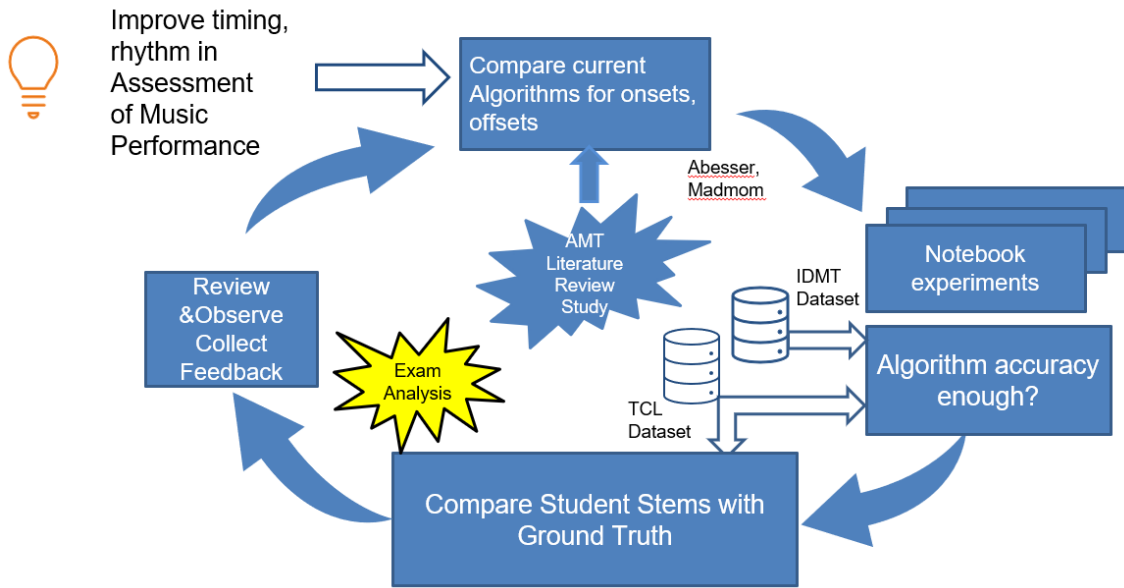 Improve timing,
rhythm in
Assessment
of Music
Performance
Compare current
Algorithms for onsets,
offsets
Abesser,
Madmom
Notebook
experiments
AMT
Literature
Review
Study
IDMT
Dataset
Review
&Observe
Collect
Feedback
Exam
Analysis
TCL
Dataset
Algorithm accuracy
enough?
Compare Student Stems with
Ground Truth